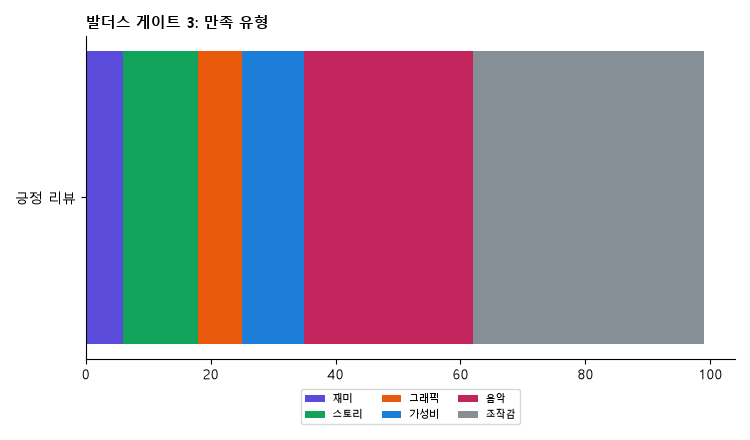 발더스 게이트 3: 만족 유형
긍정 리뷰
0 20 40 60 80 100
재미 그래픽 음악
스토리 가성비 조작감